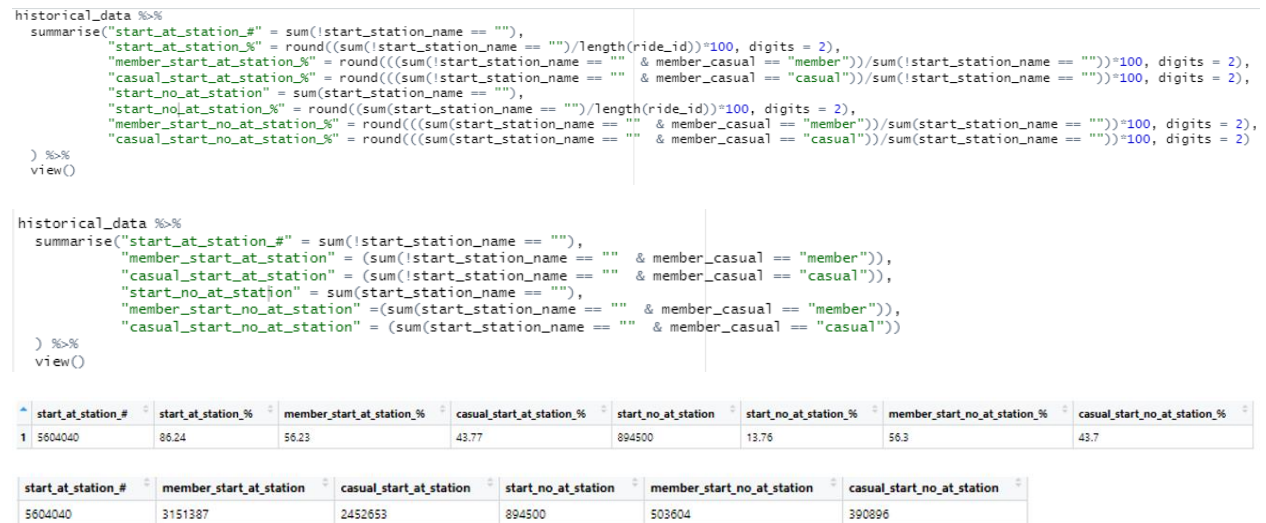 historical_data %>%
summarise("start_at_station_#" = sum(!start_station_name == ""),
"start_at_station_%" = round((sum(!start_station_name == "")/length(ride_id))*100, digits = 2),
"member_start_at_station_%" = round(((sum(!start_station_name == "" & member_casual == "member"))/sum(!start_station_name == ""))*100, digits = 2),
"casual_start_at_station_%" = round(((sum(!start_station_name == "" & member_casual == "casual"))/sum(!start_station_name == ""))*100, digits = 2),
"start_no_at_station" = sum(start_station_name == ""),
"start_no_at_station_%" = round((sum(start_station_name == "")/length(ride_id))*100, digits = 2),
"member_start_no_at_station_%" = round(((sum(start_station_name == "" & member_casual == "member"))/sum(start_station_name == ""))*100, digits = 2),
"casual_start_no_at_station_%" = round(((sum(start_station_name == "" & member_casual == "casual"))/sum(start_station_name == ""))*100, digits = 2)
) %>%
view()
historical_data %>%
summarise("start_at_station_#" = sum(!start_station_name == ""),
"member_start_at_station" = (sum(!start_station_name == "" & member_casual == "member")),
"casual_start_at_station" = (sum(!start_station_name == "" & member_casual == "casual")),
"start_no_at_station" = sum(start_station_name == ""),
"member_start_no_at_station" =(sum(start_station_name == "" & member_casual == "member")),
"casual_start_no_at_station" = (sum(start_station_name == "" & member_casual == "casual"))
) %>%
view()
start_at_station_# start_at_station_% member_start_at_station_% casual_start_at_station_% start_no_at_station start_no_at_station_% member_start_no_at_station_% casual_start_no_at_station_%
1 5604040 86.24 56.23 43.77 894500 13.76 56.3 43.7
start_at_station_# member_start_at_station casual_start_at_station start_no_at_station member_start_no_at_station casual_start_no_at_station
5604040 3151387 2452653 894500 503604 390896